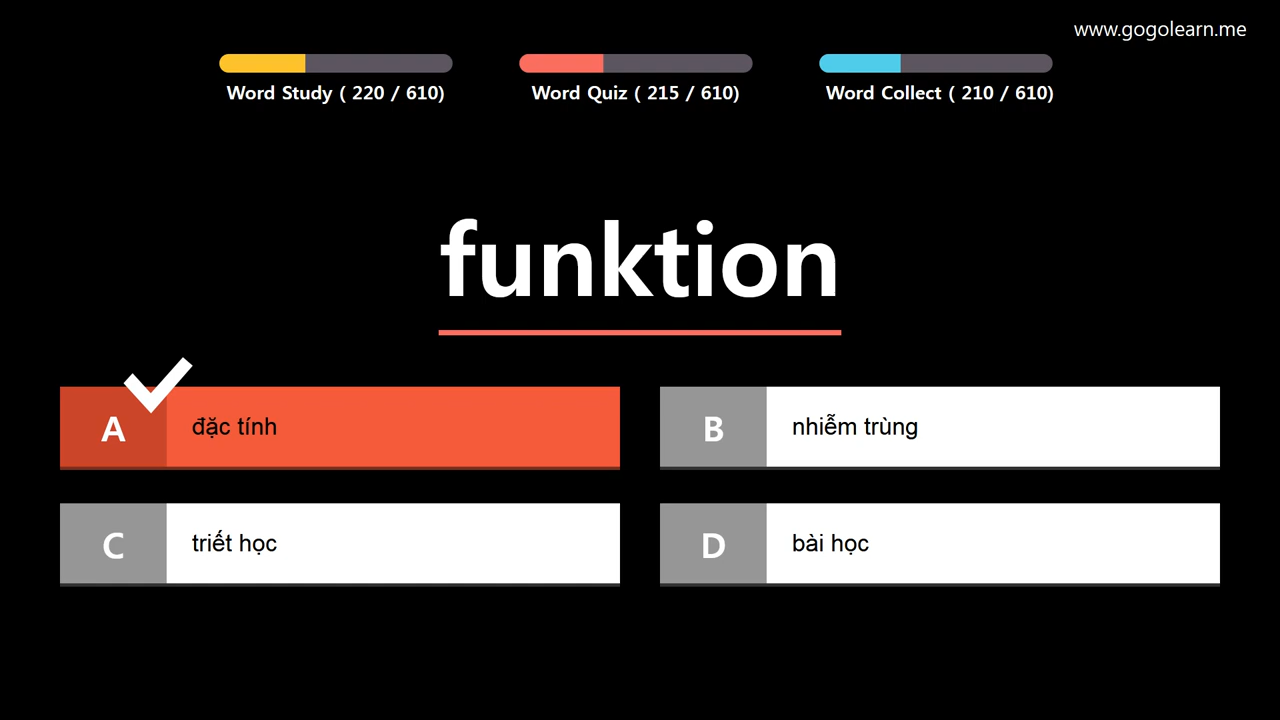 www.gogolearn.me
Word Study ( 220 / 610)
Word Quiz ( 215 / 610)
Word Collect ( 210 / 610)
funktion
A đặc tính
B nhiễm trùng
C triết học
D bài học